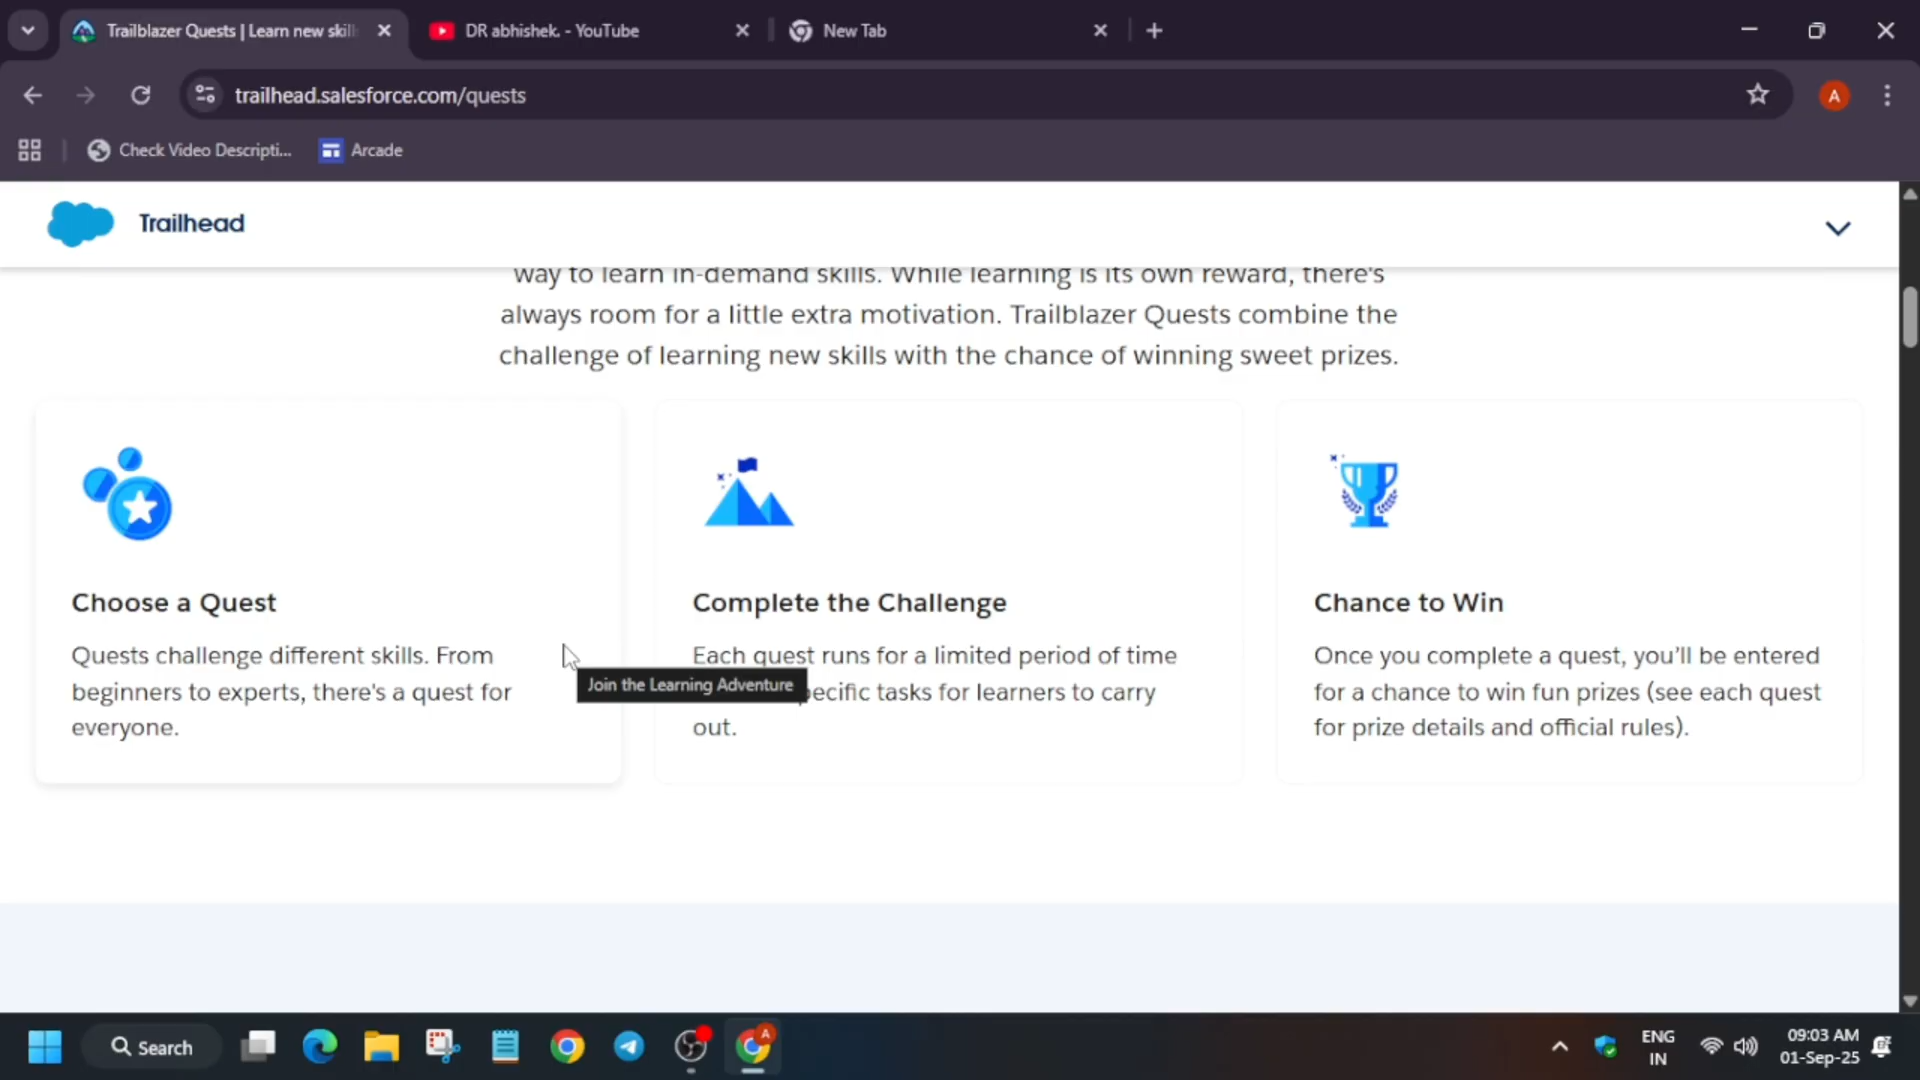 Trailblazer Quests | Learn new skill
DR abhishek. - YouTube
New Tab
trailhead.salesforce.com/quests
A
Check Video Descripti...
Arcade
Trailhead
way to learn in-demand skills. While learning is its own reward, there's
always room for a little extra motivation. Trailblazer Quests combine the
challenge of learning new skills with the chance of winning sweet prizes.
Choose a Quest
Quests challenge different skills. From
beginners to experts, there's a quest for
everyone.
Join the Learning Adventure
Complete the Challenge
Each quest runs for a limited period of time
pecific tasks for learners to carry
out.
Chance to Win
Once you complete a quest, you'll be entered
for a chance to win fun prizes (see each quest
for prize details and official rules).
Search
A
ENG
IN
09:03 AM
01-Sep-25